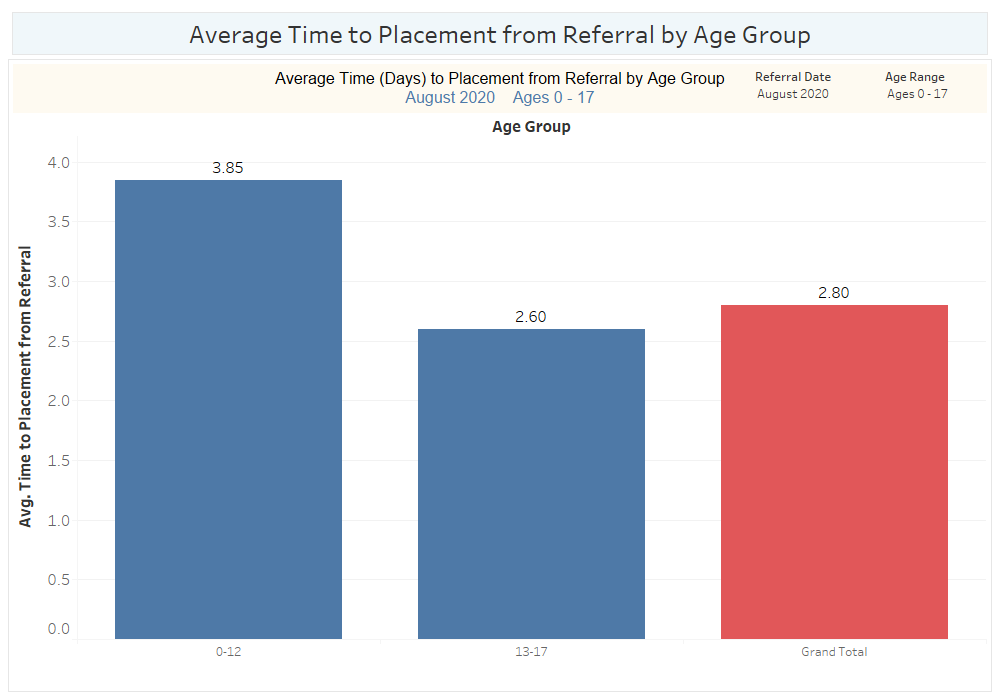 Average Time to Placement from Referral by Age Group
Average Time (Days) to Placement from Referral by Age Group
August 2020 Ages 0 - 17
Referral Date
August 2020
Age Range
Ages 0 - 17
Age Group
Avg. Time to Placement from Referral
4.0
3.5
3.0
2.5
2.0
1.5
1.0
0.5
0.0
3.85
2.60
2.80
0-12
13-17
Grand Total